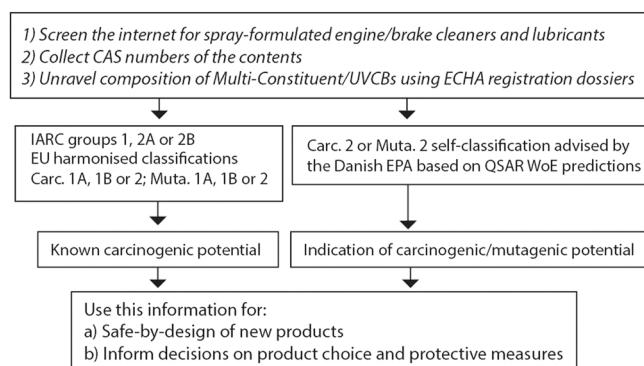 1) Screen the internet for spray-formulated engine/brake cleaners and lubricants
2) Collect CAS numbers of the contents
3) Unravel composition of Multi-Constituent/UVCBs using ECHA registration dossiers
IARC groups 1, 2A or 2B
EU harmonised classifications
Carc. 1A, 1B or 2; Muta. 1A, 1B or 2
Carc. 2 or Muta. 2 self-classification advised by
the Danish EPA based on QSAR WoE predictions
Known carcinogenic potential
Indication of carcinogenic/mutagenic potential
Use this information for:
a) Safe-by-design of new products
b) Inform decisions on product choice and protective measures